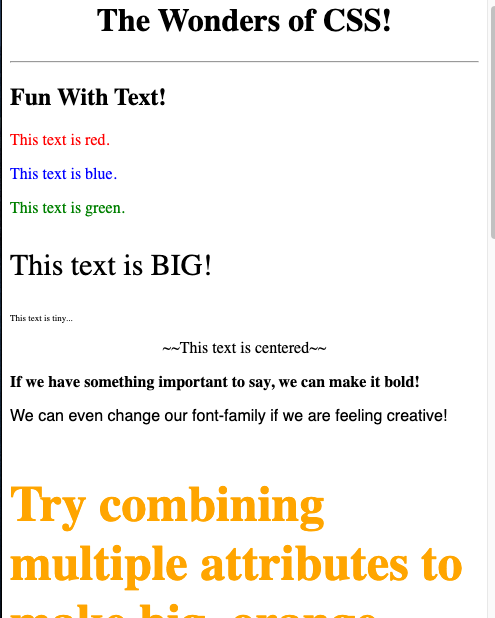 The Wonders of CSS!
Fun With Text!
This text is red.
This text is blue.
This text is green.
This text is BIG!
This text is tiny...
~~This text is centered~~
If we have something important to say, we can make it bold!
We can even change our font-family if we are feeling creative!
Try combining
multiple attributes to
make big, orange